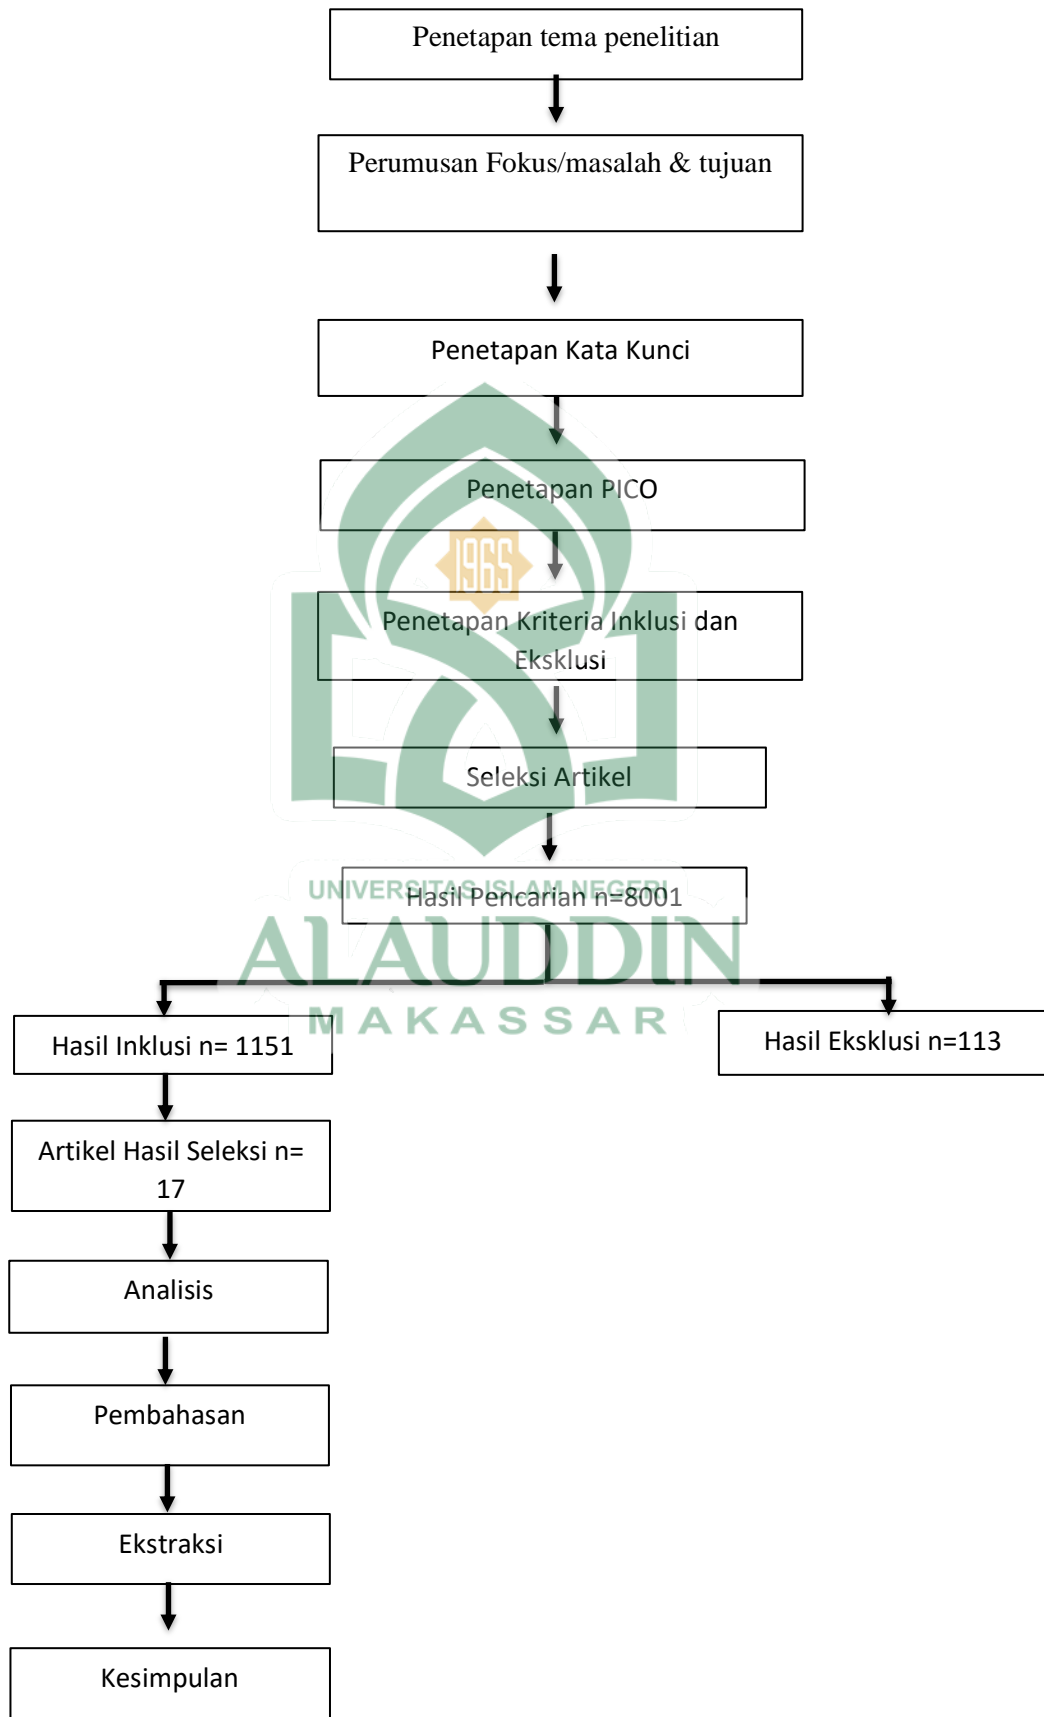 Penetapan tema penelitian
Perumusan Fokus/masalah & tujuan
Penetapan Kata Kunci
Penetapan PICO
1965
Penetapan Kriteria Inklusi dan
Eksklusi
Seleksi Artikel
UNIVERSITAS ISLAM NEGERI
Hasil Pencarian n=8001
ALAUDDIN
MAKASSAR
Hasil Inklusi n= 1151
Hasil Eksklusi n=113
Artikel Hasil Seleksi n=
17
Analisis
Pembahasan
Ekstraksi
Kesimpulan